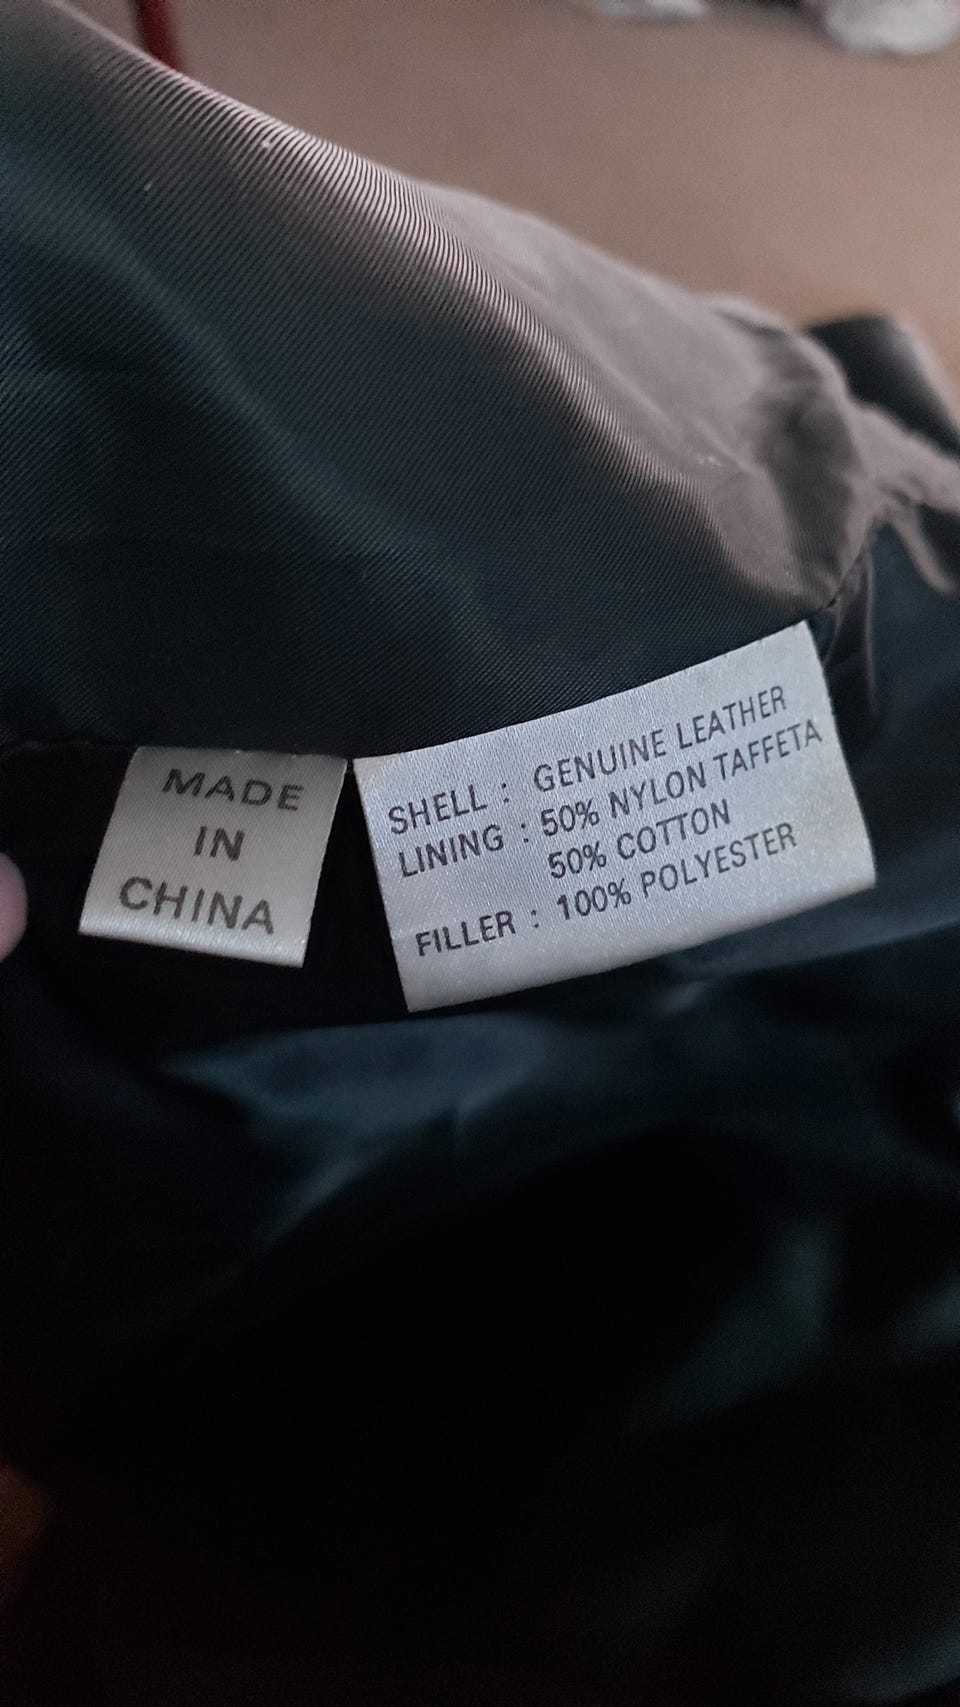 MADE
IN
CHINA
SHELL : GENUINE LEATHER
LINING : 50% NYLON TAFFETA
50% COTTON
FILLER : 100% POLYESTER